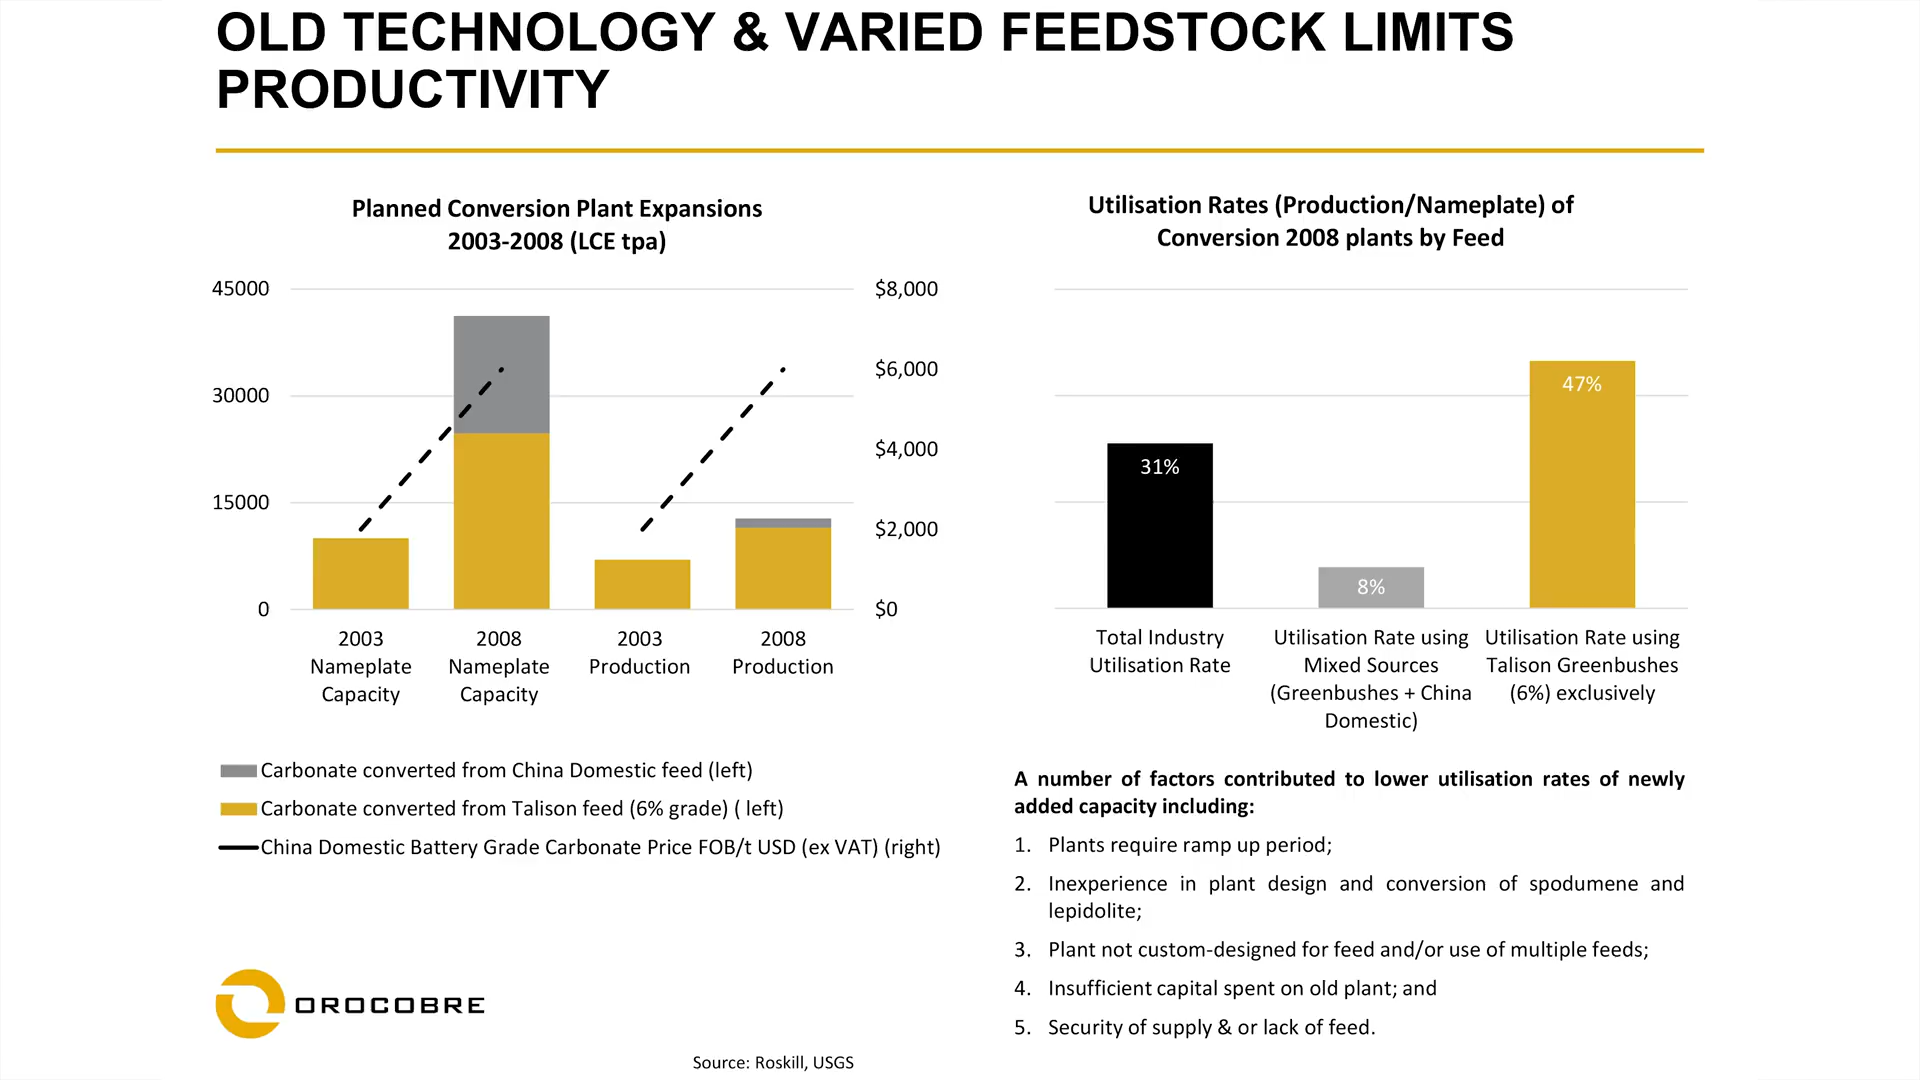 OLD TECHNOLOGY & VARIED FEEDSTOCK LIMITS
PRODUCTIVITY
Planned Conversion Plant Expansions
2003-2008 (LCE tpa)
45000
30000
15000
0
$8,000
$6,000
$4,000
$2,000
$0
2003
Nameplate
Capacity
2008
Nameplate
Capacity
2003
Production
2008
Production
Carbonate converted from China Domestic feed (left)
Carbonate converted from Talison feed (6% grade) ( left)
China Domestic Battery Grade Carbonate Price FOB/t USD (ex VAT) (right)
Utilisation Rates (Production/Nameplate) of
Conversion 2008 plants by Feed
31%
8%
47%
Total Industry
Utilisation Rate
Utilisation Rate using
Mixed Sources
(Greenbushes + China
Domestic)
Utilisation Rate using
Talison Greenbushes
(6%) exclusively
A number of factors contributed to lower utilisation rates of newly
added capacity including:
1. Plants require ramp up period;
2. Inexperience in plant design and conversion of spodumene and
lepidolite;
3. Plant not custom-designed for feed and/or use of multiple feeds;
4. Insufficient capital spent on old plant; and
5. Security of supply & or lack of feed.
OROCOBRE
Source: Roskill, USGS